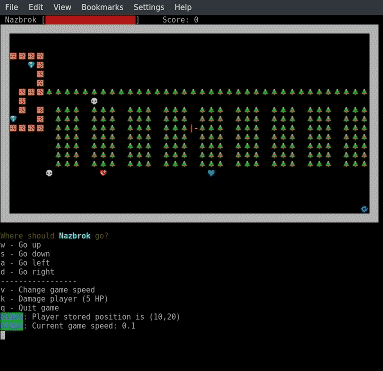 File Edit View Bookmarks Settings Help
Nazbrok [ ] Score: 0
Where should Nazbrok go?
w - Go up
s - Go down
a - Go left
d - Go right
-----------------
v - Change game speed
k - Damage player (5 HP)
q - Quit game
: Player stored position is (10,20)
: Current game speed: 0.1